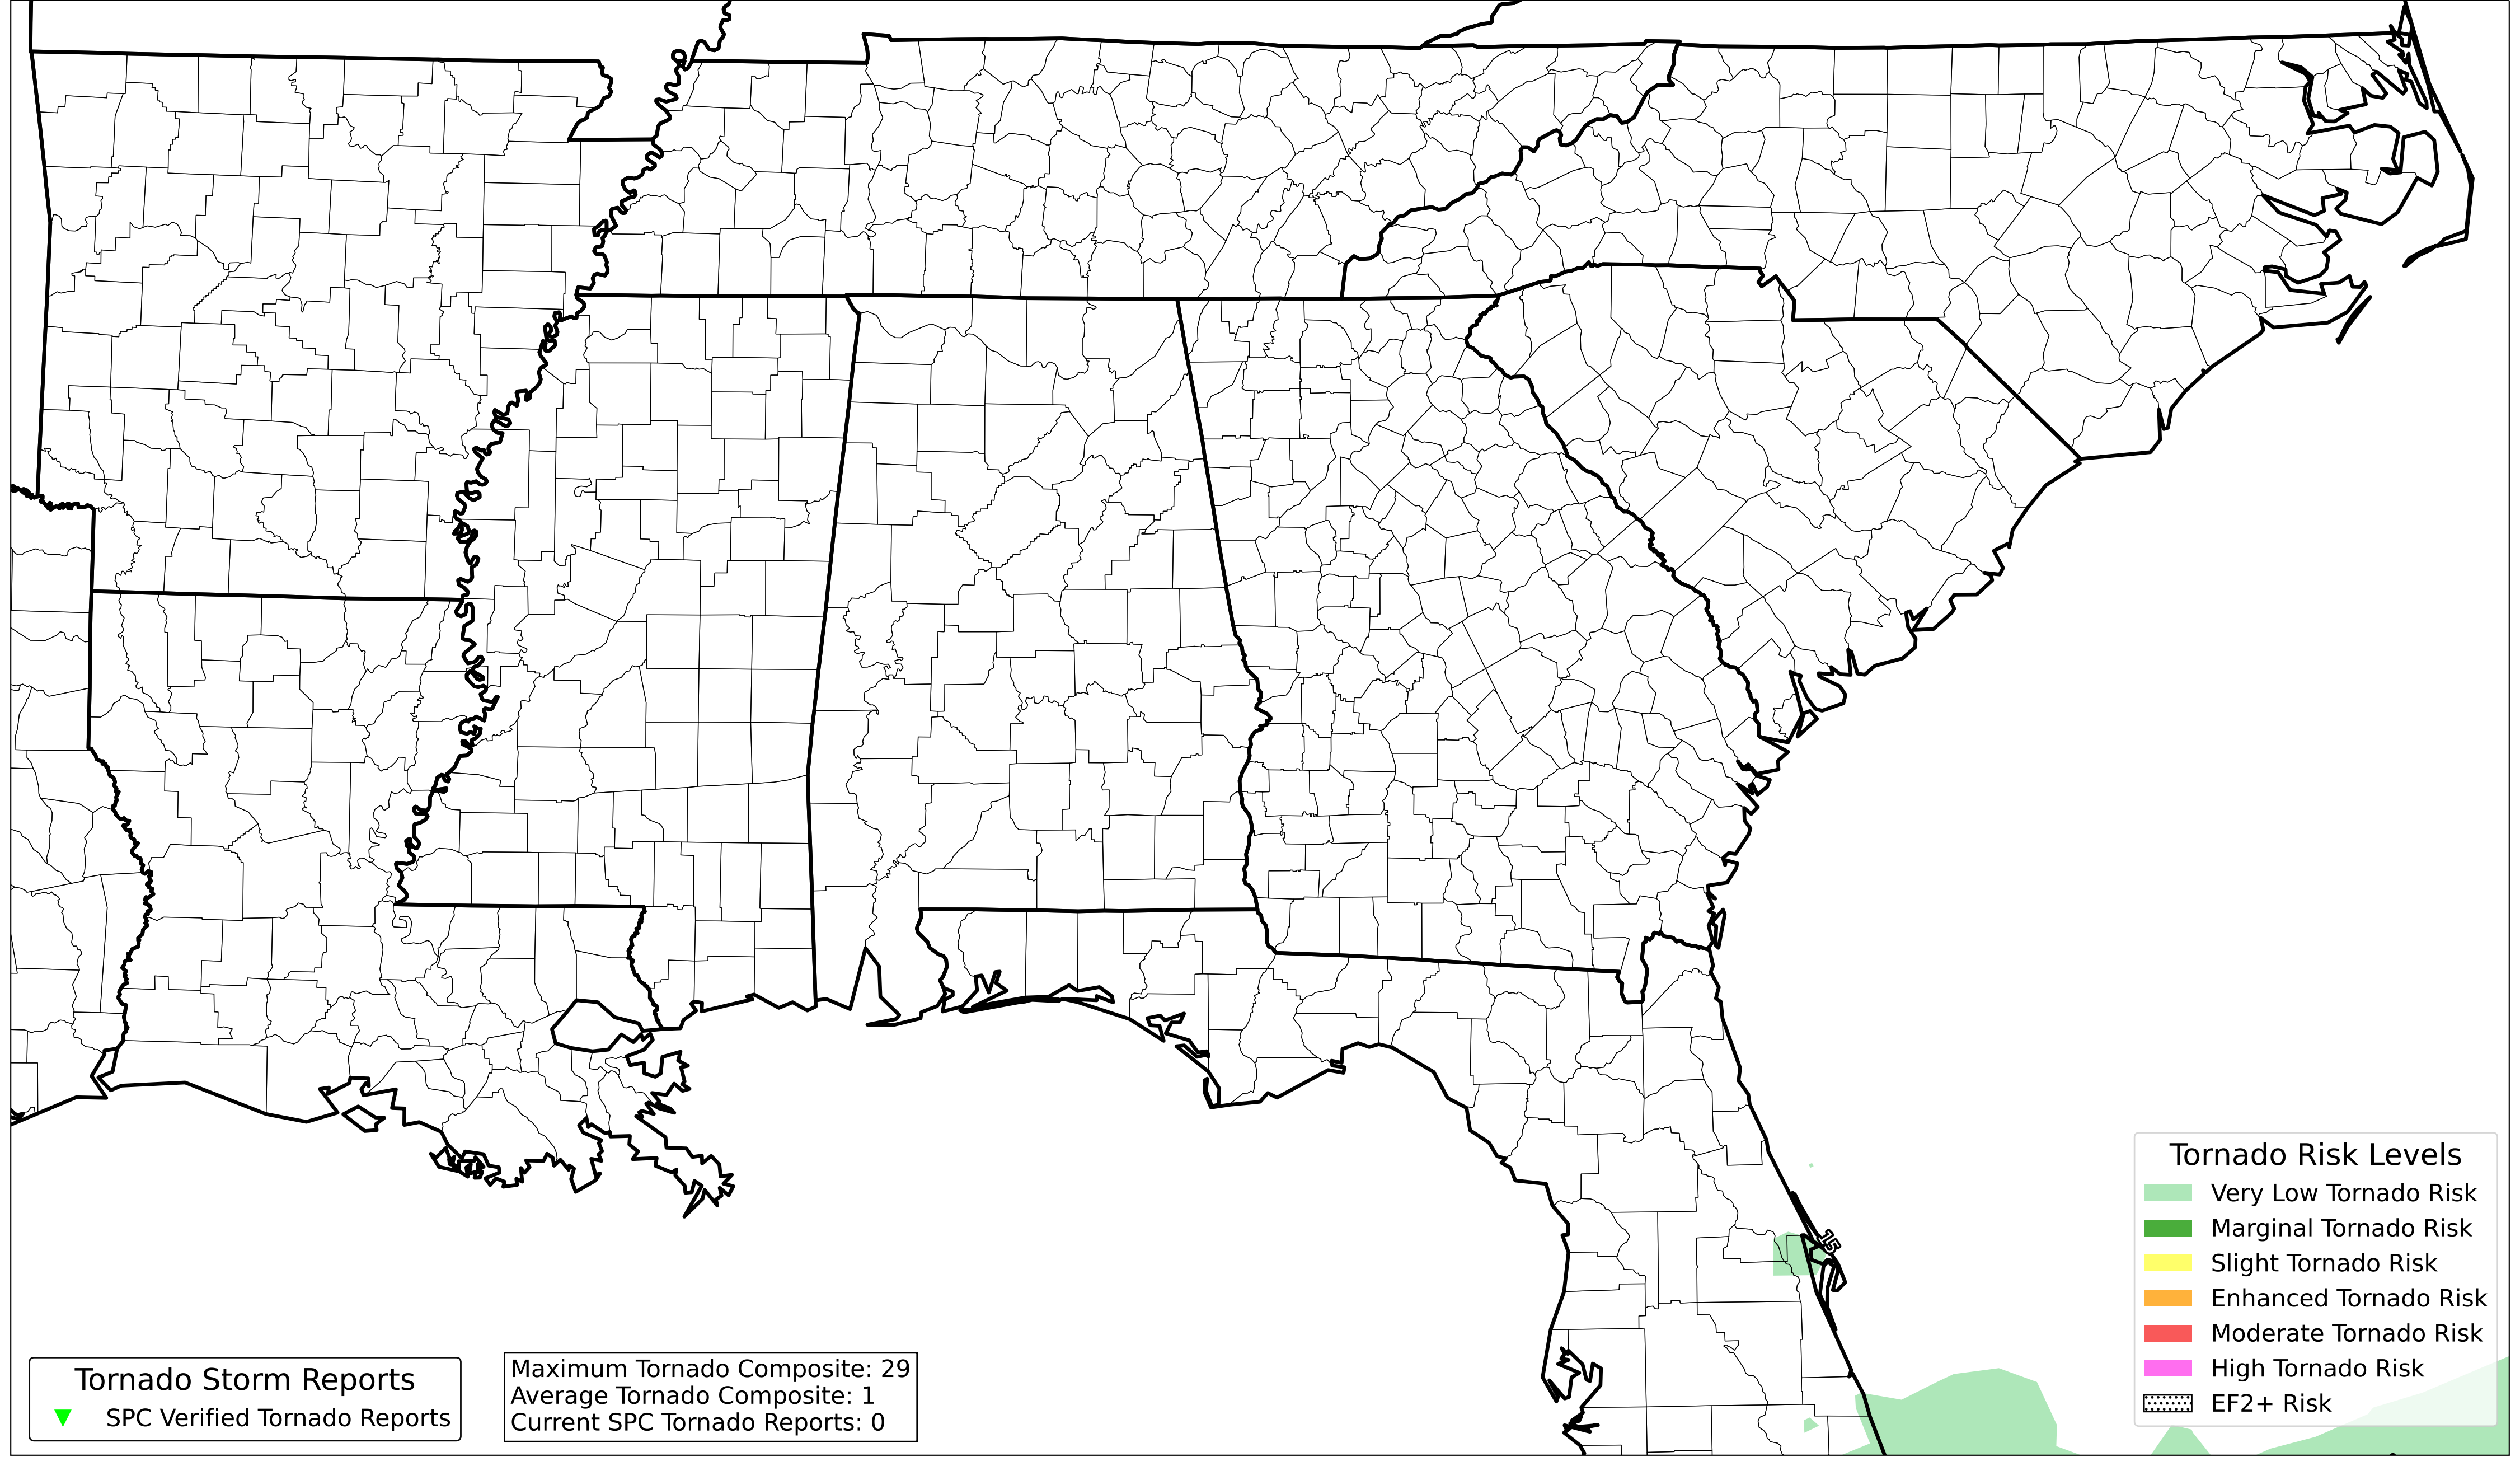 15
Tornado Risk Levels
Very Low Tornado Risk
Marginal Tornado Risk
Slight Tornado Risk
Enhanced Tornado Risk
Moderate Tornado Risk
High Tornado Risk
EF2+ Risk
Tornado Storm Reports
SPC Verified Tornado Reports
Maximum Tornado Composite: 29
Average Tornado Composite: 1
Current SPC Tornado Reports: 0